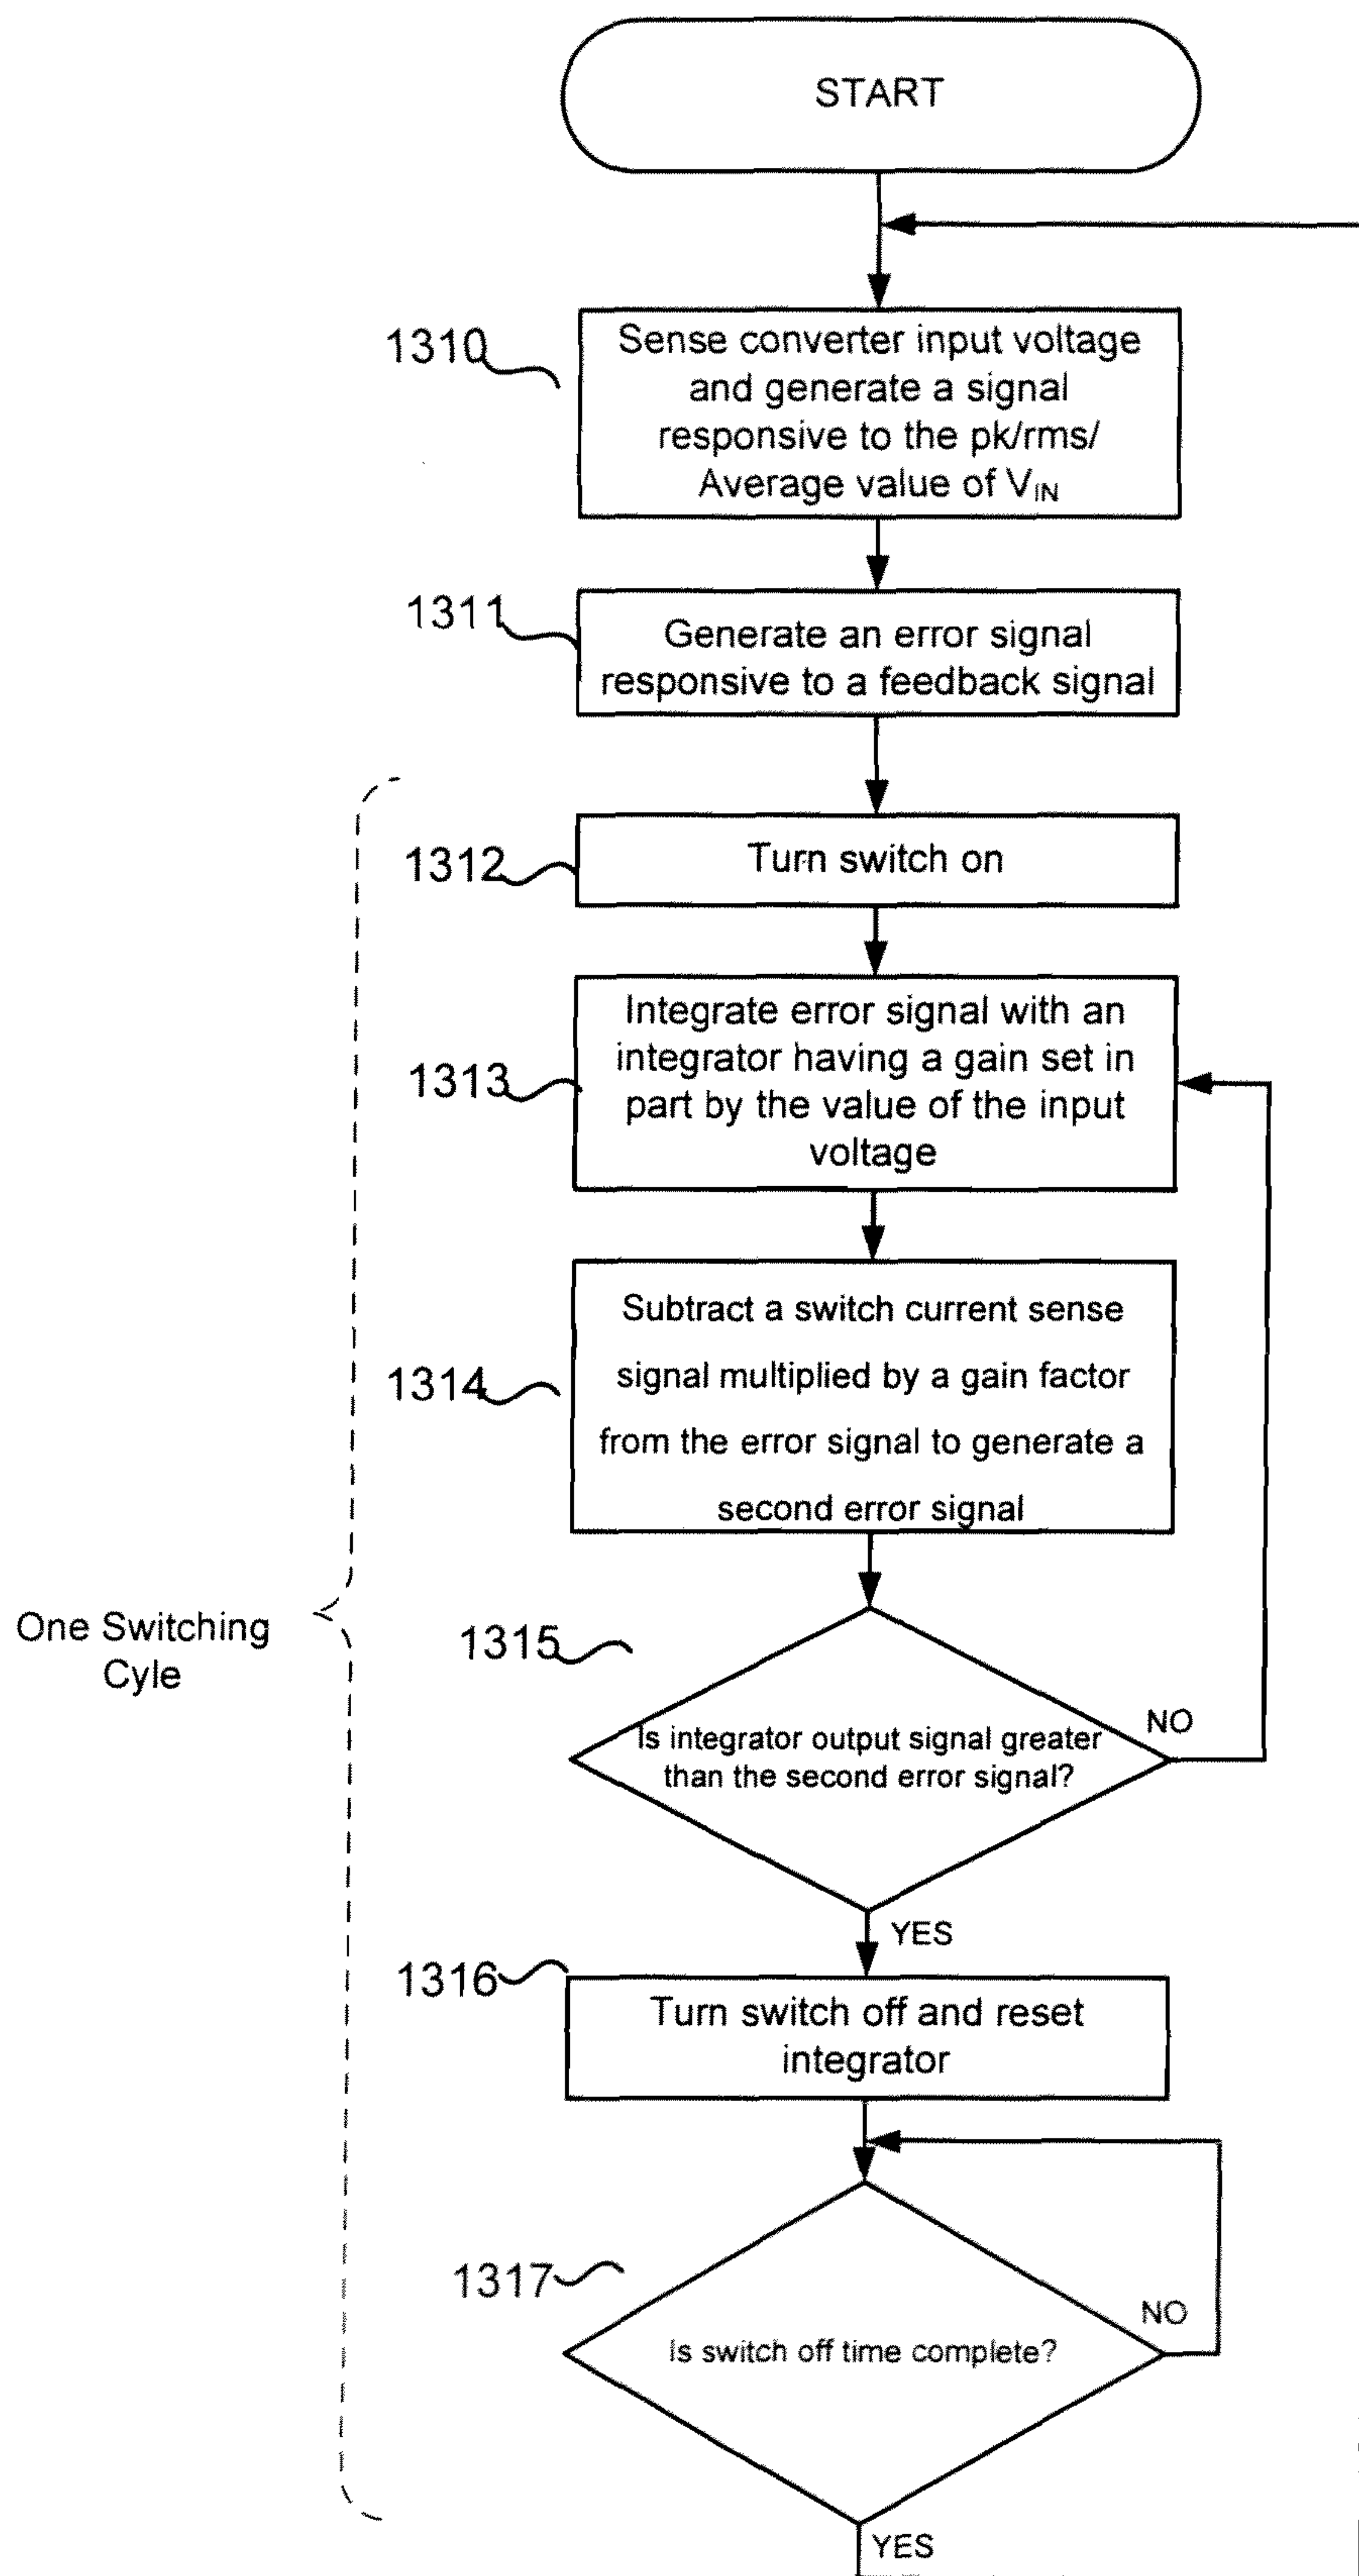 START
1310
Sense converter input voltage
and generate a signal
responsive to the pk/rms/
Average value of VIN
1311
Generate an error signal
responsive to a feedback signal
1312
Turn switch on
1313
Integrate error signal with an
integrator having a gain set in
part by the value of the input
voltage
1314
Subtract a switch current sense
signal multiplied by a gain factor
from the error signal to generate a
second error signal
One Switching
Cyle
1315
Is integrator output signal greater
than the second error signal?
NO
YES
1316
Turn switch off and reset
integrator
1317
Is switch off time complete?
NO
YES